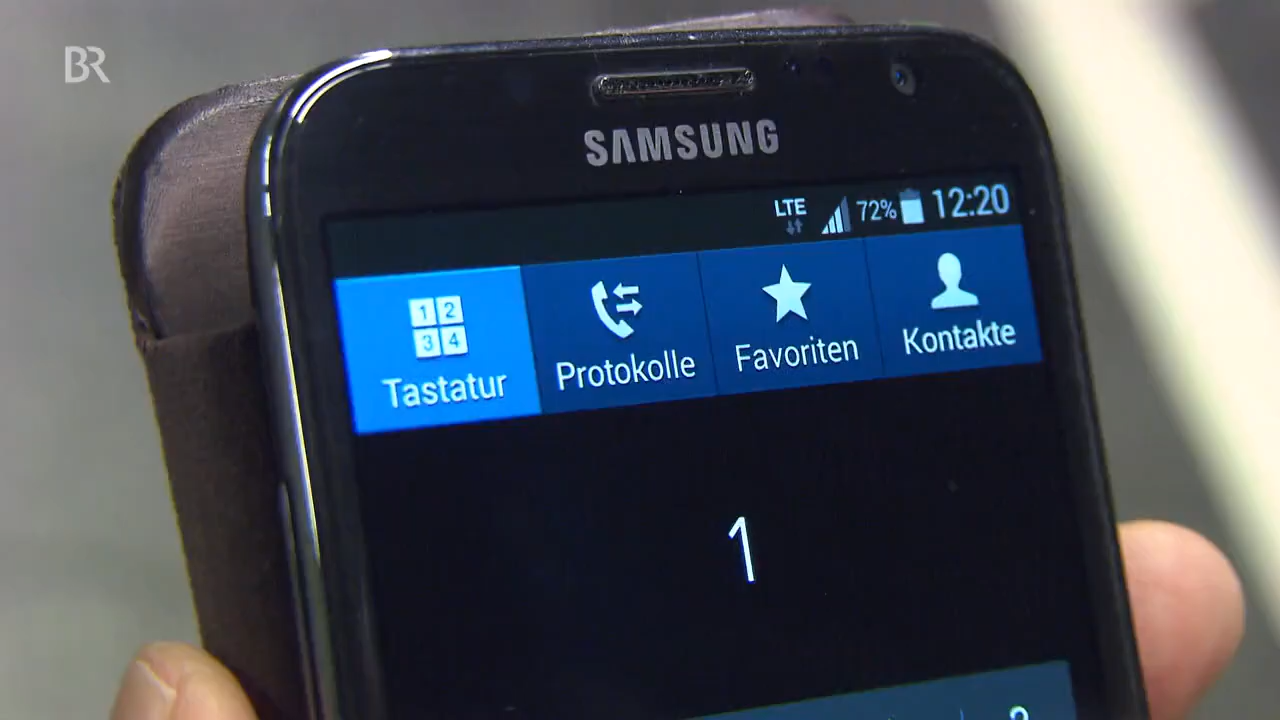 BR
SAMSUNG
LTE 72% 12:20
1 2
3 4
Tastatur Protokolle Favoriten Kontakte
1